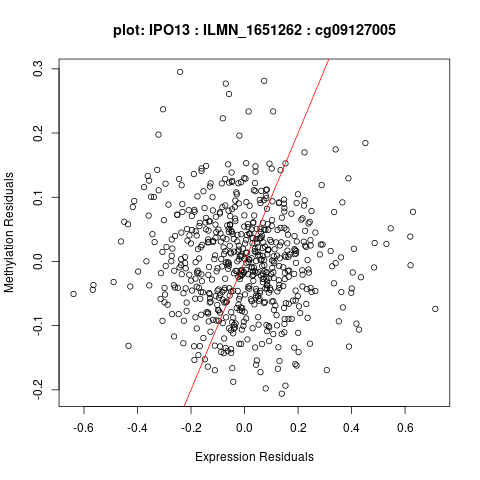 plot: IPO13 : ILMN_1651262 : cg09127005
Methylation Residuals
0.3
0.2
0.1
0.0
-0.1
-0.2
-0.6 -0.4 -0.2 0.0 0.2 0.4 0.6
Expression Residuals